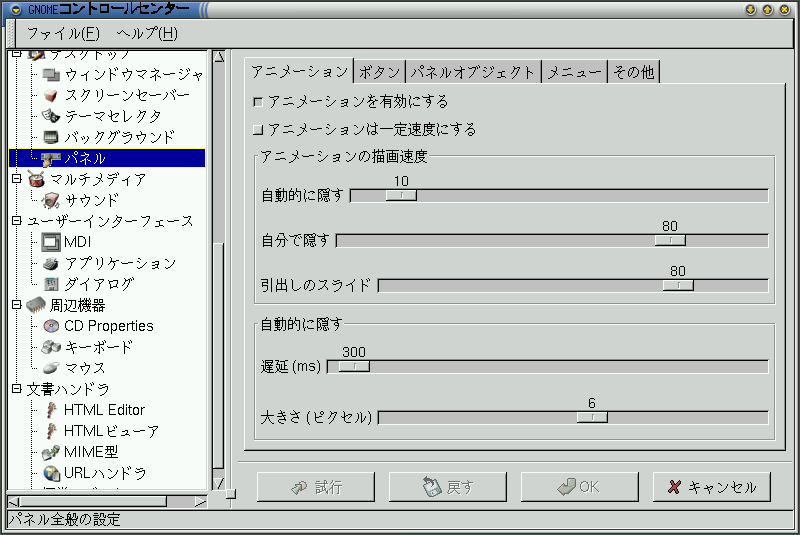 GNOMEコントロールセンター
ファイル(F) ヘルプ(H)
デスクトップ
ウィンドウマネージャ
スクリーンセーバー
テーマセレクタ
バックグラウンド
パネル
マルチメディア
サウンド
ユーザーインターフェース
MDI
アプリケーション
ダイアログ
周辺機器
CD Properties
キーボード
マウス
文書ハンドラ
HTML Editor
HTMLビューア
MIME型
URLハンドラ
アニメーション ボタン パネルオブジェクト メニュー その他
アニメーションを有効にする
アニメーションは一定速度にする
アニメーションの描画速度
10
自動的に隠す
80
自分で隠す
80
引出しのスライド
自動的に隠す
300
遅延(ms)
6
大きさ(ピクセル)
試行 戻す OK キャンセル
パネル全般の設定